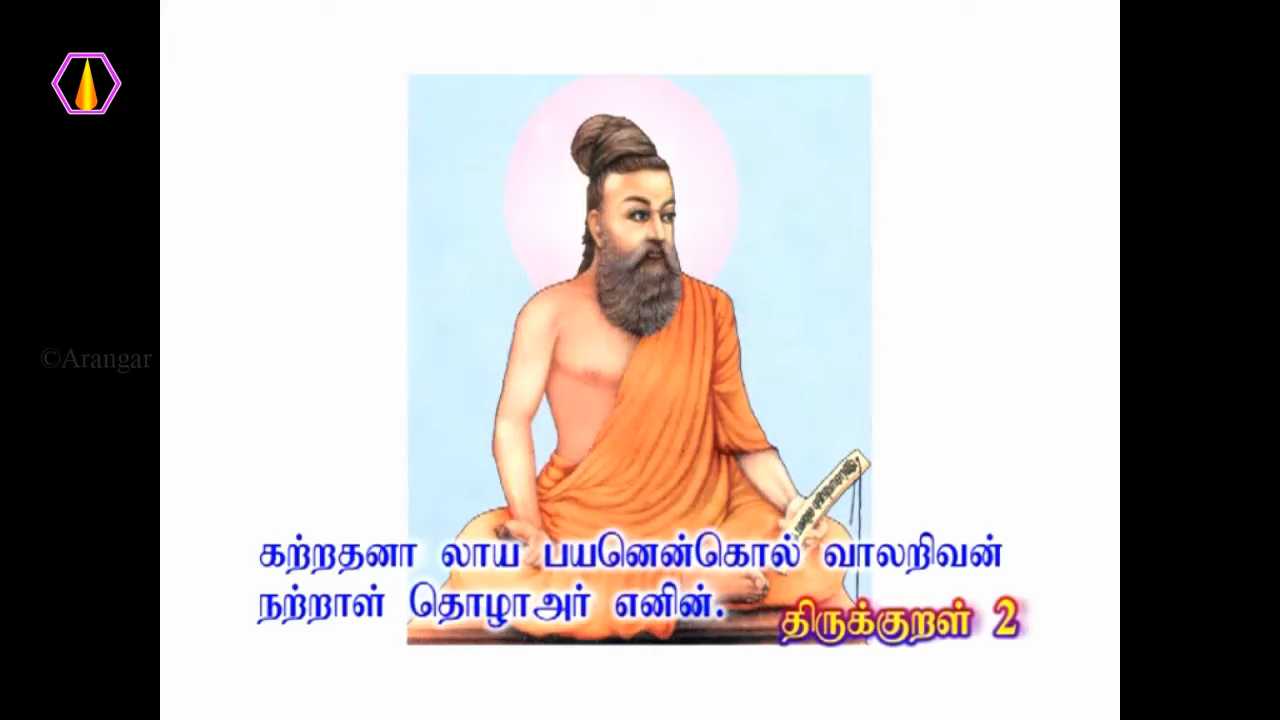 ©Arangar
கற்றதனா லாய பயனென்கொல் வாலறிவன்
நற்றாள் தொழாஅர் எனின்.
திருக்குறள் 2